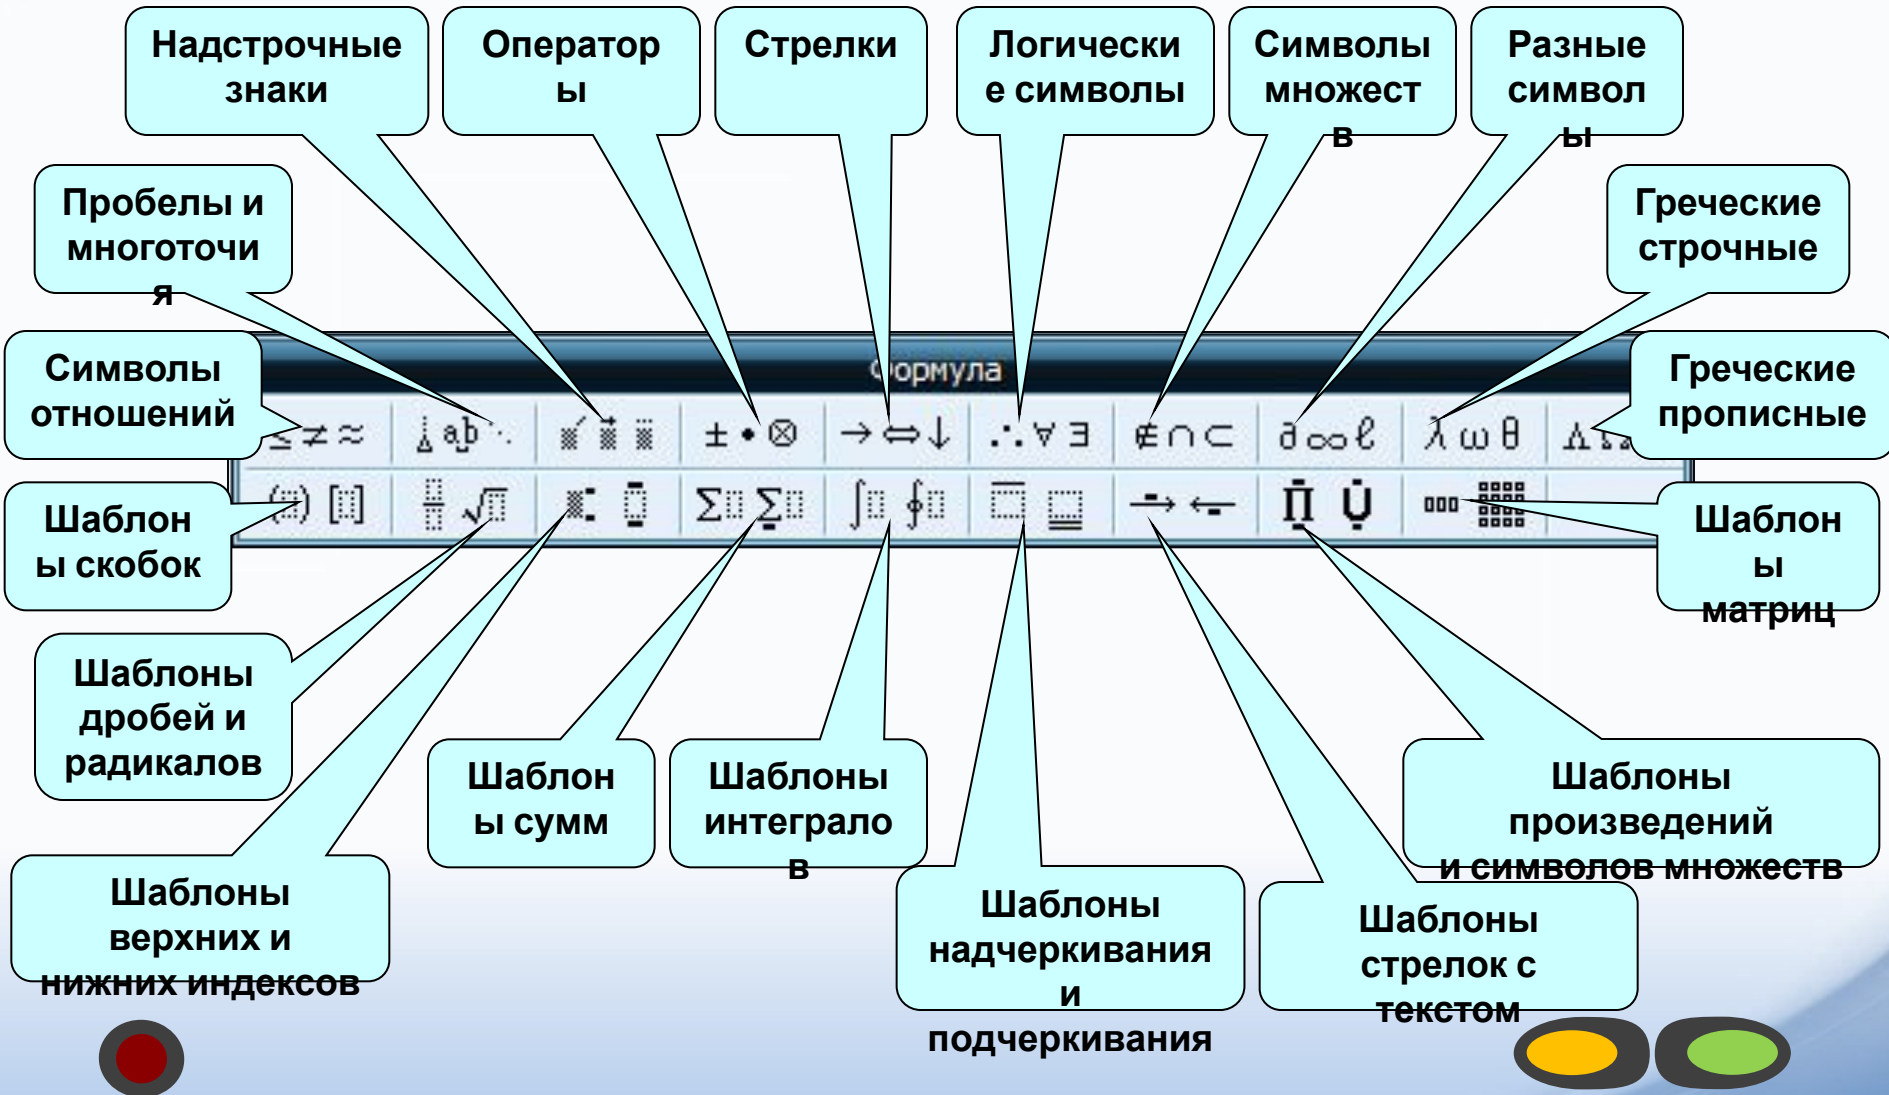 Надстрочные
знаки
Оператор
ы
Стрелки
Логически
е символы
Символы
множест
в
Разные
символ
ы
Пробелы и
многоточи
я
Греческие
строчные
Символы
отношений
Формула
Греческие
прописные
≤ ≠ ≈
ab
± • ⊗
→ ⇔ ↓
∴ ∀ ∃
∉ ∩ ⊂
∂ ∞ ℓ
λ ω θ
Шаблон
ы скобок
Шаблон
ы
матриц
Шаблоны
дробей и
радикалов
Шаблон
ы сумм
Шаблоны
интеграло
в
Шаблоны
произведений
и символов множеств
Шаблоны
верхних и
нижних индексов
Шаблоны
надчеркивания
и
подчеркивания
Шаблоны
стрелок с
текстом